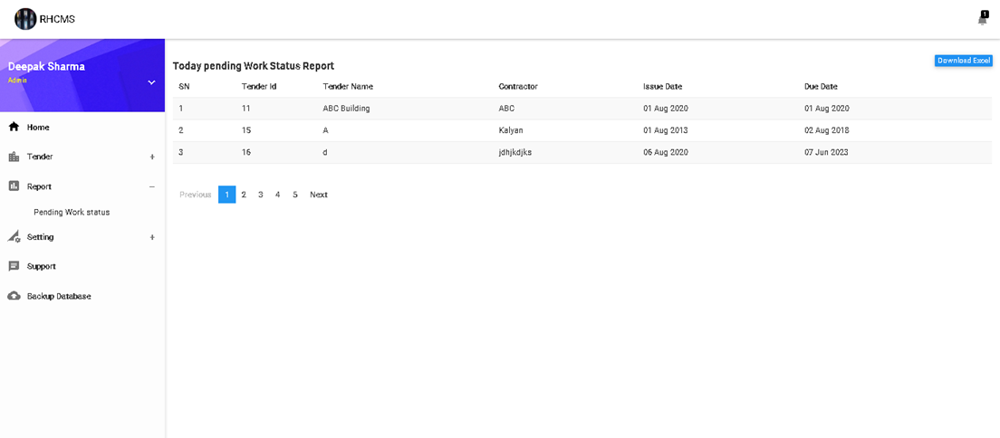 RHCMS
1
Deepak Sharma
Admin
Home
Tender +
Report −
Pending Work status
Setting +
Support
Backup Database
Today pending Work Status Report
Download Excel
SN Tender Id Tender Name Contractor Issue Date Due Date
1 11 ABC Building ABC 01 Aug 2020 01 Aug 2020
2 15 A Kalyan 01 Aug 2013 02 Aug 2018
3 16 d jdhjkdjks 06 Aug 2020 07 Jun 2023
Previous 1 2 3 4 5 Next